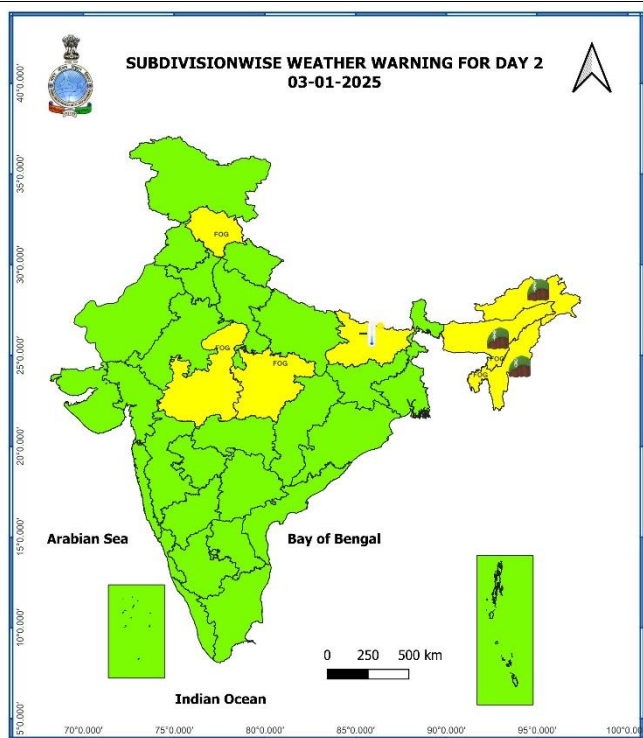 SUBDIVISIONWISE WEATHER WARNING FOR DAY 2
03-01-2025
40°0.000'
35°0.000'
FOG
30°0.000'
25°0.000'
FOG
FOG
FOG
FOG
20°0.000'
15°0.000'
Arabian Sea
Bay of Bengal
10°0.000'
0 250 500 km
Indian Ocean
5°0.000'
70°0.000' 75°0.000' 80°0.000' 85°0.000' 90°0.000' 95°0.000'